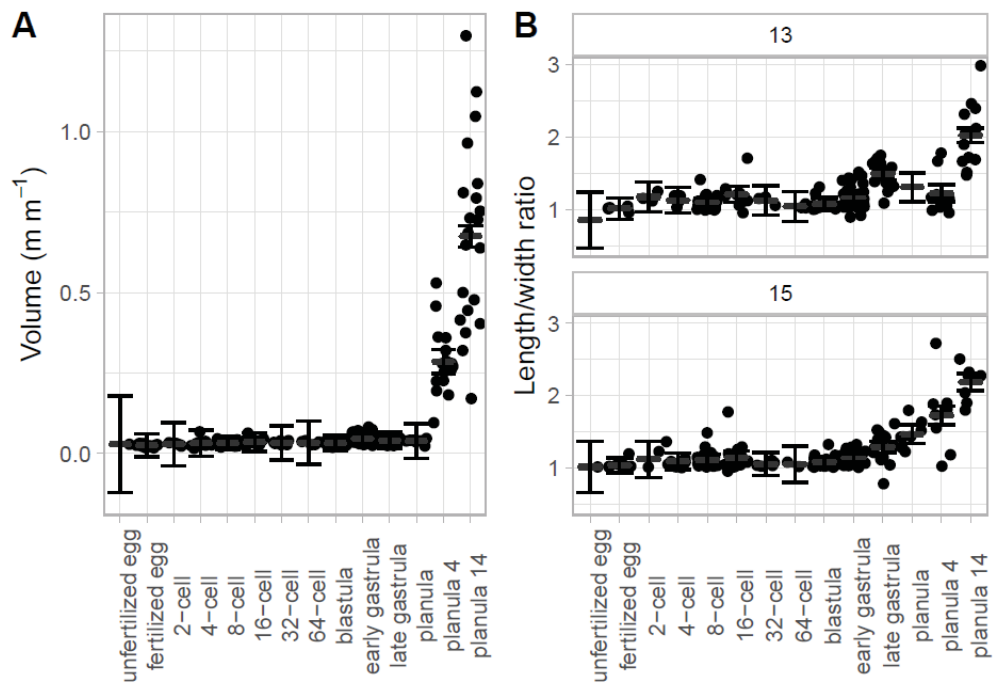 A
Volume (m m⁻¹)
1.0
0.5
0.0
unfertilized egg
fertilized egg
2−cell
4−cell
8−cell
16−cell
32−cell
64−cell
blastula
early gastrula
late gastrula
planula
planula 4
planula 14
B
Length/width ratio
13
3
2
1
15
3
2
1
unfertilized egg
fertilized egg
2−cell
4−cell
8−cell
16−cell
32−cell
64−cell
blastula
early gastrula
late gastrula
planula
planula 4
planula 14